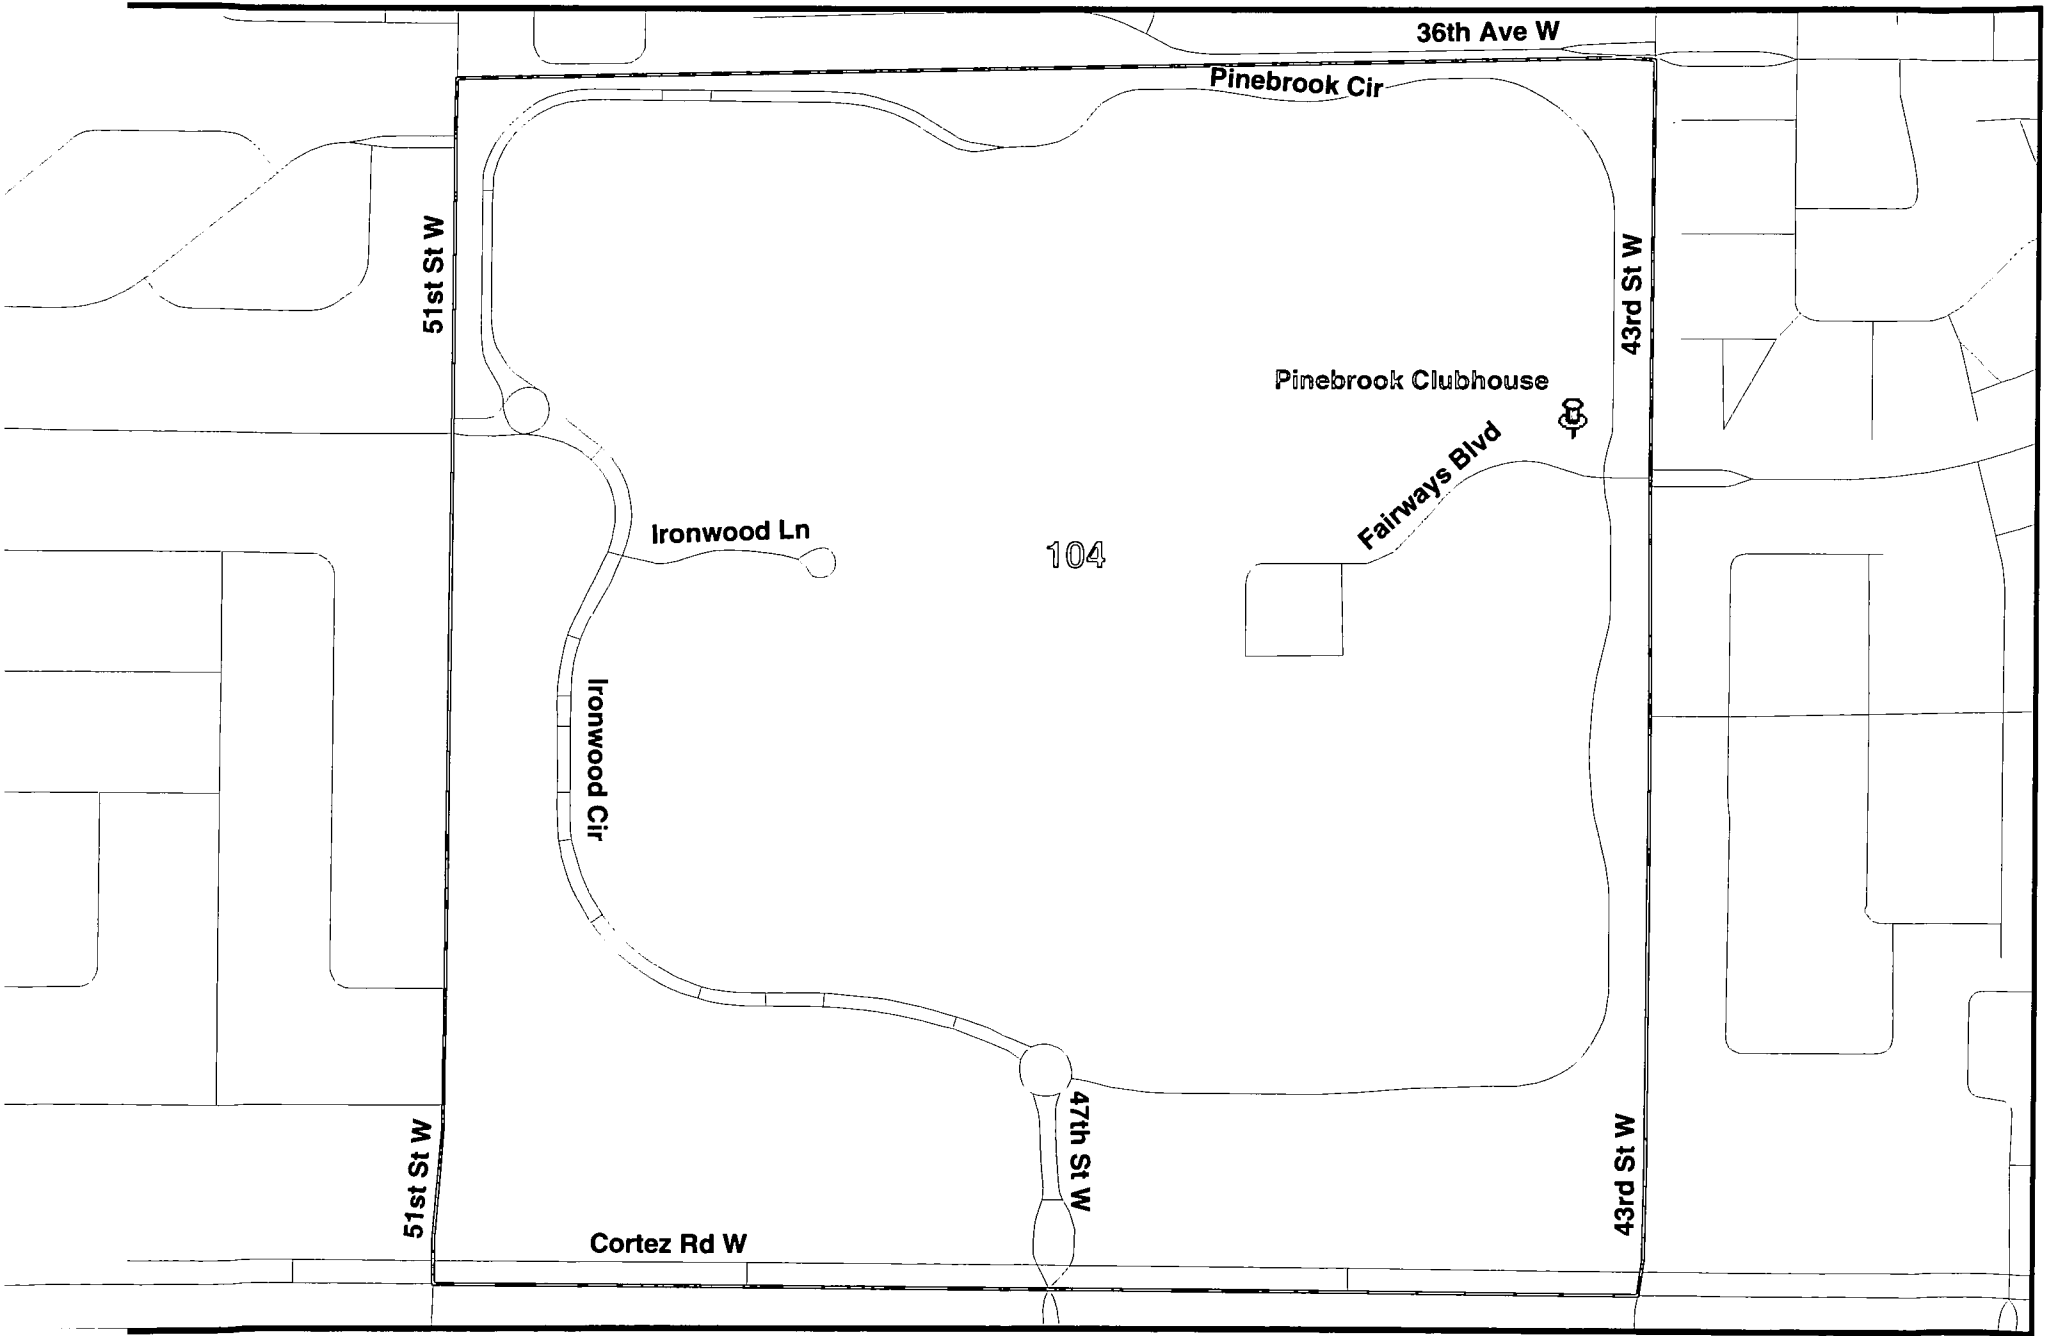 36th Ave W
Pinebrook Cir
51st St W
43rd St W
Pinebrook Clubhouse
Fairways Blvd
Ironwood Ln
104
Ironwood Cir
47th St W
51st St W
43rd St W
Cortez Rd W